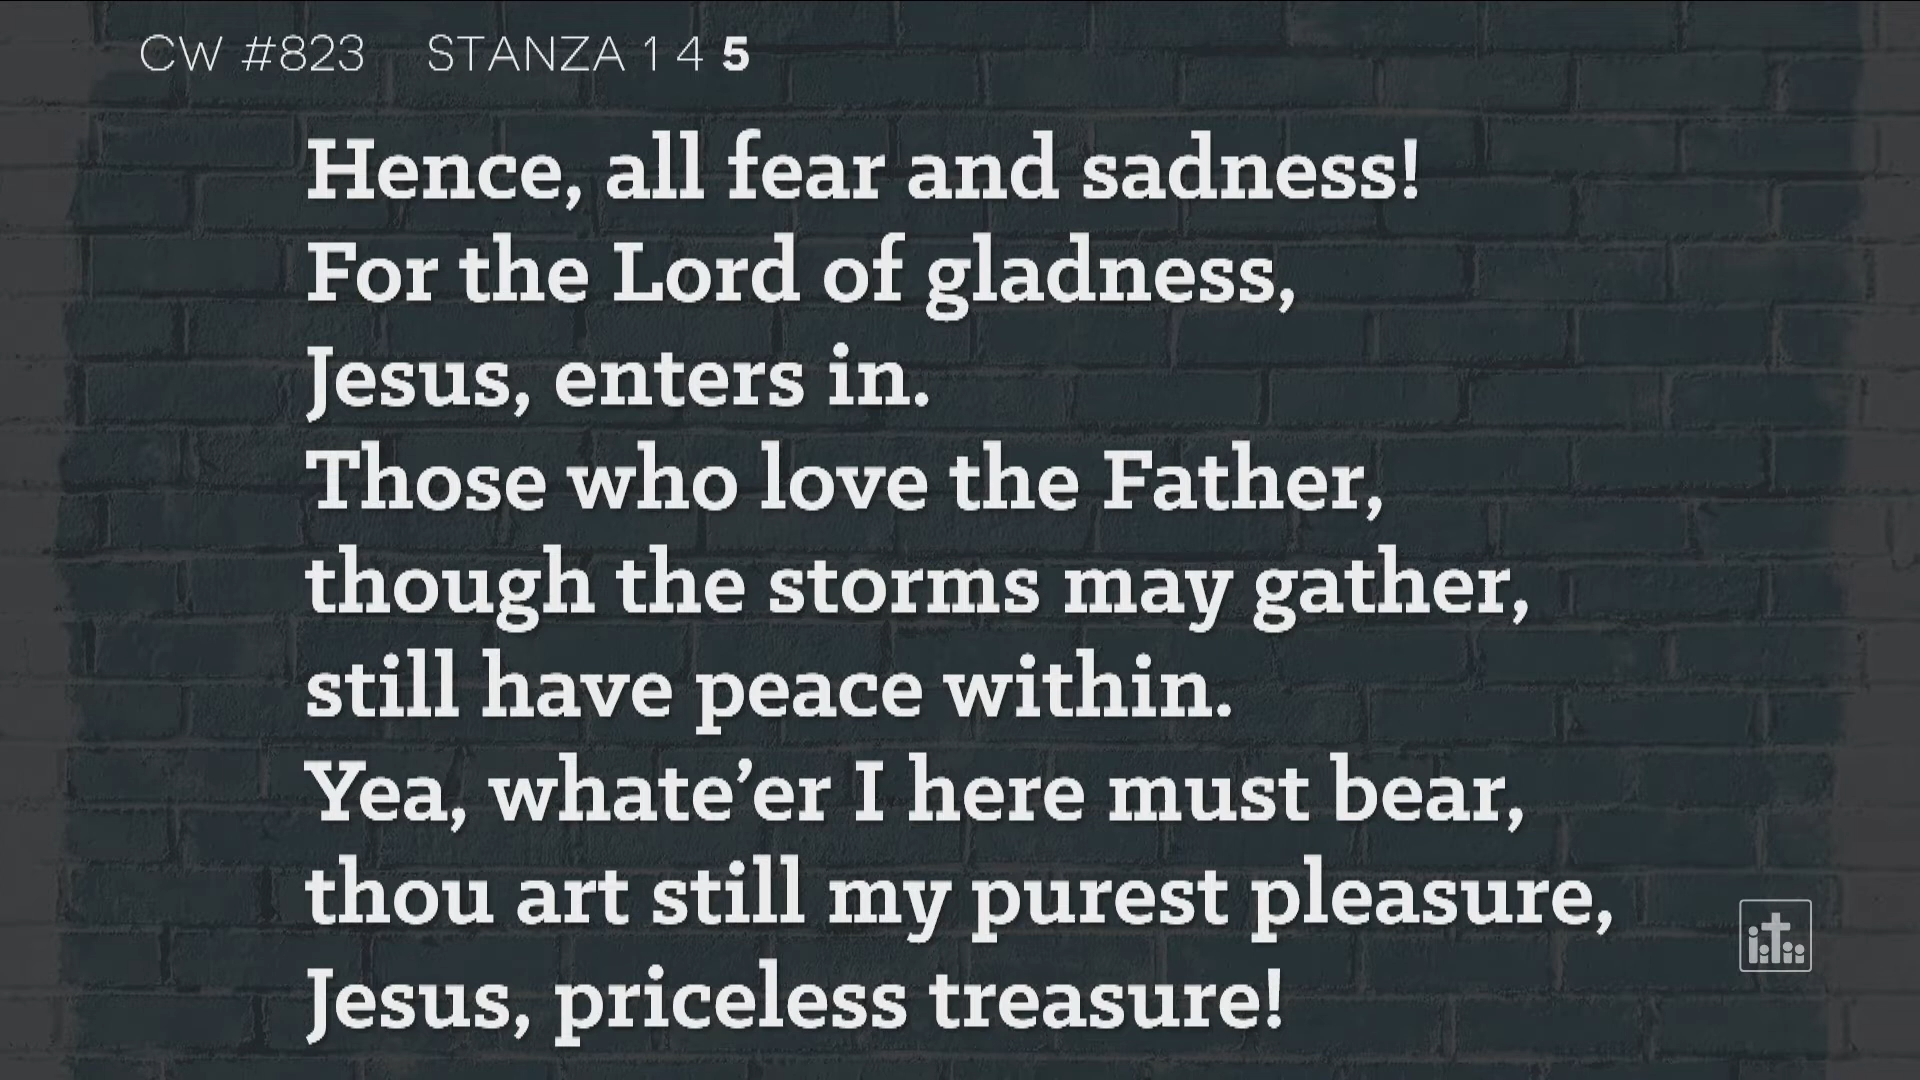 CW #823 STANZA 1 4 5
Hence, all fear and sadness!
For the Lord of gladness,
Jesus, enters in.
Those who love the Father,
though the storms may gather,
still have peace within.
Yea, whate’er I here must bear,
thou art still my purest pleasure,
Jesus, priceless treasure!